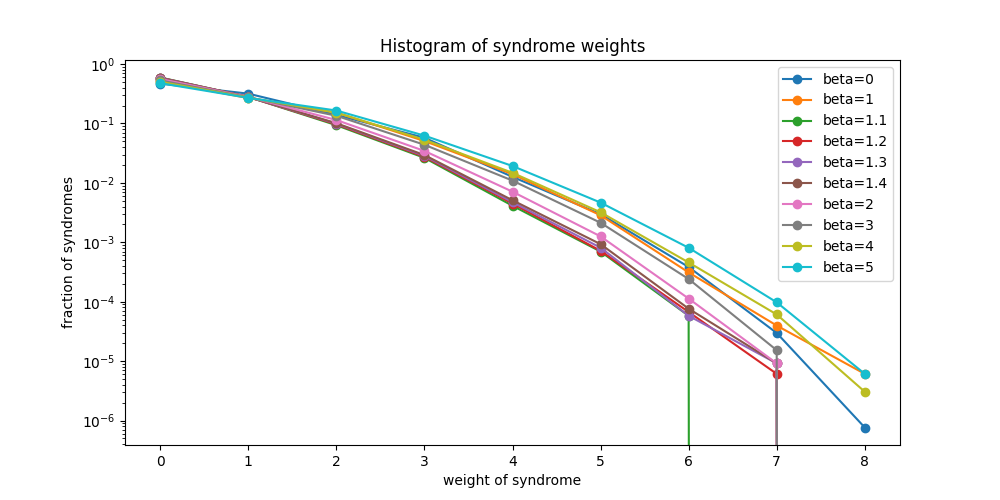 Histogram of syndrome weights
fraction of syndromes
10⁰
10⁻¹
10⁻²
10⁻³
10⁻⁴
10⁻⁵
10⁻⁶
beta=0
beta=1
beta=1.1
beta=1.2
beta=1.3
beta=1.4
beta=2
beta=3
beta=4
beta=5
0 1 2 3 4 5 6 7 8
weight of syndrome